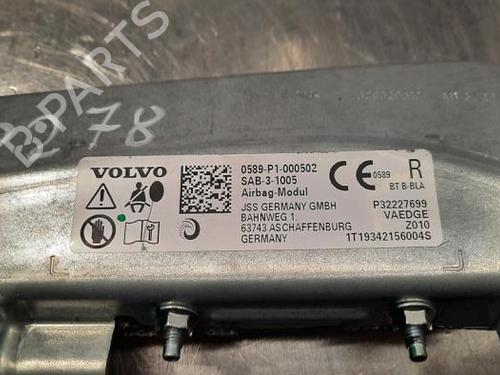 B-PARTS
278
VOLVO
0589-P1-000502
SAB-3-1005
Airbag-Modul
JSS GERMANY GMBH
BAHNWEG 1,
63743 ASCHAFFENBURG
GERMANY
CE 0589
R
BT B-BLA
P32227699
VAEDGE
Z010
1T19342156004S